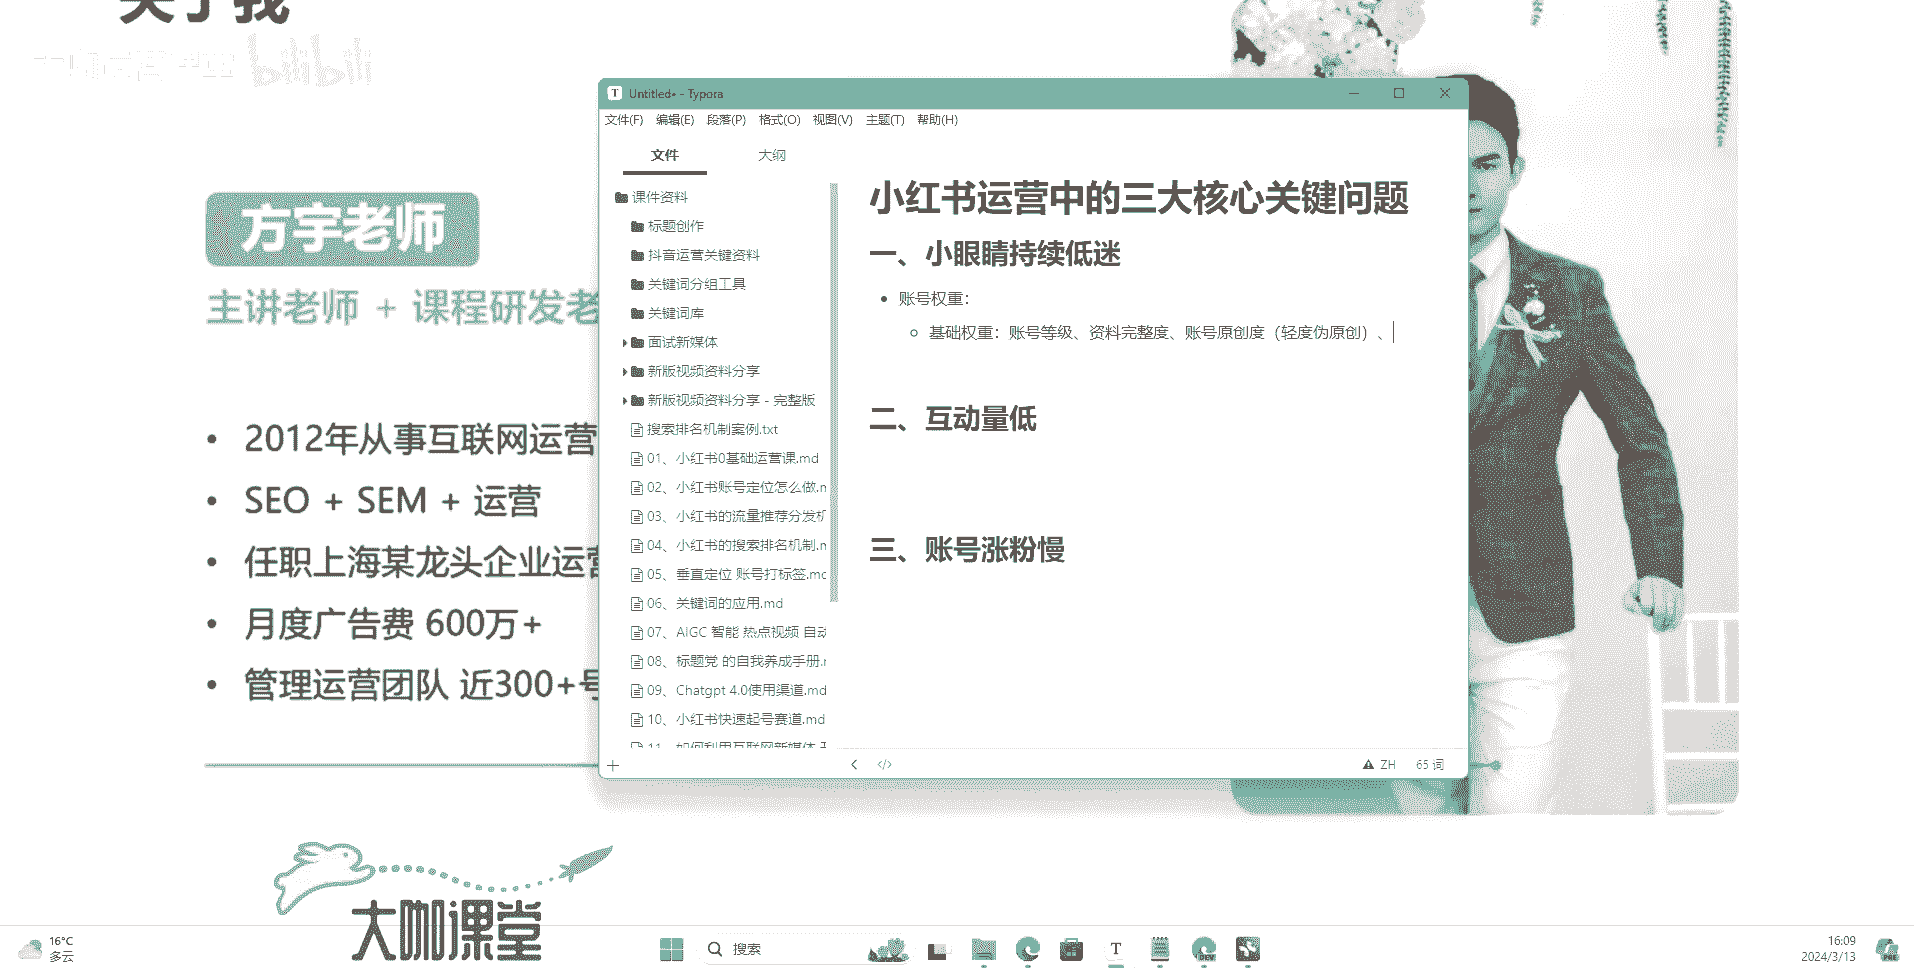 关于我
bilibili
方宇老师
主讲老师 + 课程研发老
2012年从事互联网运营
SEO + SEM + 运营
任职上海某龙头企业运营
月度广告费 600万+
管理运营团队 近300+号
大咖课堂
Untitled• - Typora
文件(F) 编辑(E) 段落(P) 格式(O) 视图(V) 主题(T) 帮助(H)
文件 大纲
课件资料
标题创作
抖音运营关键资料
关键词分组工具
关键词库
面试新媒体
新版视频资料分享
新版视频资料分享 - 完整版
搜索排名机制案例.txt
01、小红书0基础运营课.md
02、小红书账号定位怎么做.m
03、小红书的流量推荐分发机
04、小红书的搜索排名机制.m
05、垂直定位 账号打标签.md
06、关键词的应用.md
07、AIGC 智能 热点视频 自动
08、标题党 的自我养成手册.m
09、Chatgpt 4.0使用渠道.md
10、小红书快速起号赛道.md
11、如何利用互联网新媒体
小红书运营中的三大核心关键问题
一、小眼睛持续低迷
账号权重：
基础权重：账号等级、资料完整度、账号原创度（轻度伪原创）、
二、互动量低
三、账号涨粉慢
ZH 65 词
16°C
多云
搜索
16:09
2024/3/13